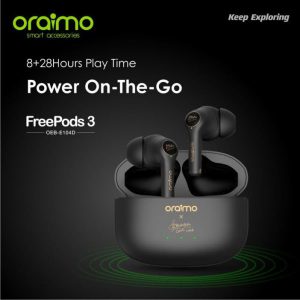 oraimo
smart accessories
Keep Exploring
8+28Hours Play Time
Power On-The-Go
FreePods 3
OEB-E104D
oraimo
x